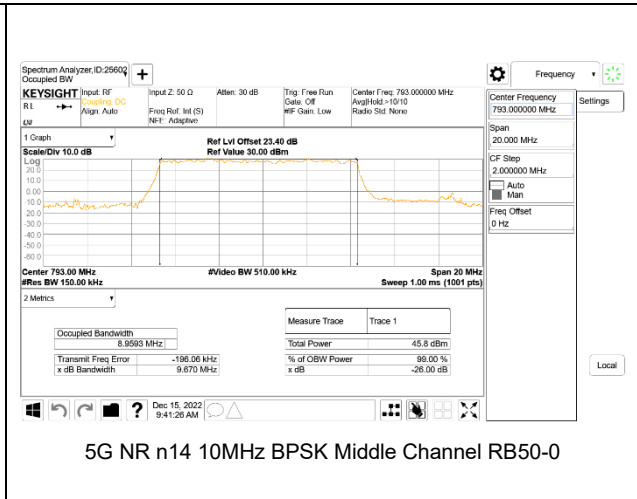 Spectrum Analyzer,ID:25602
Occupied BW
+
Frequency
KEYSIGHT
RL
Input: RF
Coupling: DC
Align: Auto
Input Z: 50 Ω
Freq Ref: Int (S)
NFE: Adaptive
Atten: 30 dB
Trig: Free Run
Gate: Off
#IF Gain: Low
Center Freq: 793.000000 MHz
Avg|Hold:>10/10
Radio Std: None
Center Frequency
793.000000 MHz
Settings
Span
20.000 MHz
CF Step
2.000000 MHz
Auto
Man
Freq Offset
0 Hz
1 Graph
Scale/Div 10.0 dB
Ref Lvl Offset 23.40 dB
Ref Value 30.00 dBm
Log
20.0
10.0
0.00
-10.0
-20.0
-30.0
-40.0
-50.0
-60.0
Center 793.00 MHz
#Video BW 510.00 kHz
Span 20 MHz
#Res BW 150.00 kHz
Sweep 1.00 ms (1001 pts)
2 Metrics
Measure Trace
Trace 1
Occupied Bandwidth
8.9593 MHz
Total Power
45.8 dBm
Transmit Freq Error
-196.06 kHz
% of OBW Power
99.00 %
x dB Bandwidth
9.670 MHz
x dB
-26.00 dB
Local
?
Dec 15, 2022
9:41:26 AM
5G NR n14 10MHz BPSK Middle Channel RB50-0